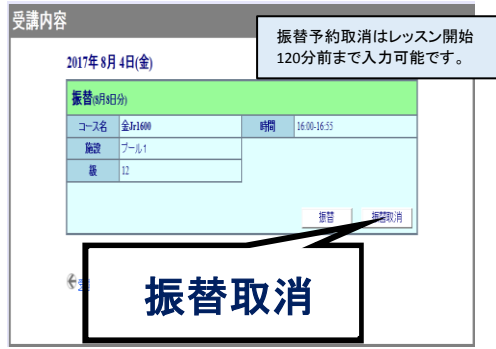 受講内容
振替予約取消はレッスン開始
120分前まで入力可能です。
2017年 8月 4日(金)
振替(8月8日分)
コース名 金Jr1600 時間 16:00-16:55
施設 プール1
級 12
振替 振替取消
振替取消